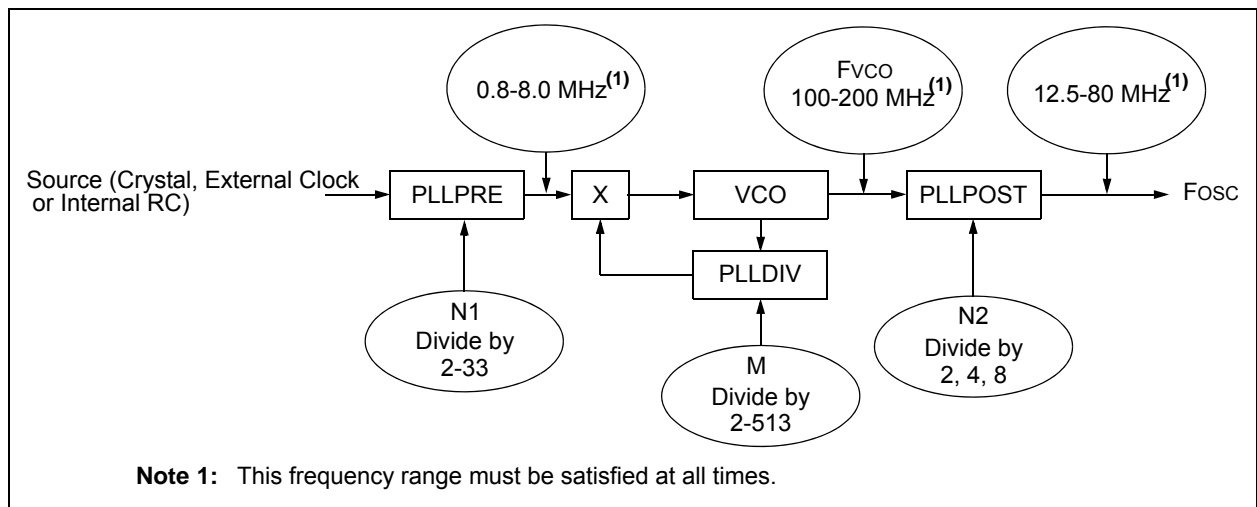 0.8-8.0 MHz(1)
FVCO
100-200 MHz(1)
12.5-80 MHz(1)
Source (Crystal, External Clock
or Internal RC)
PLLPRE
X
VCO
PLLPOST
FOSC
PLLDIV
N1
Divide by
2-33
M
Divide by
2-513
N2
Divide by
2, 4, 8
Note 1: This frequency range must be satisfied at all times.